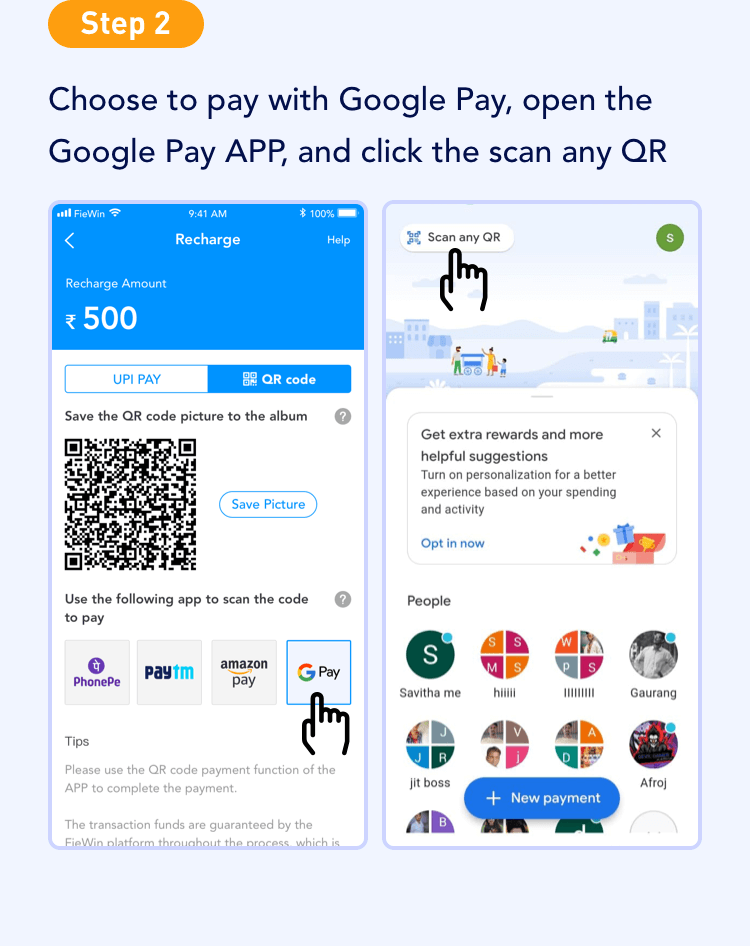 Step 2
Choose to pay with Google Pay, open the
Google Pay APP, and click the scan any QR
FieWin
9:41 AM
100%
Recharge
Help
Recharge Amount
₹ 500
UPI PAY
QR code
Save the QR code picture to the album
?
Save Picture
Use the following app to scan the code
to pay
?
PhonePe
paytm
amazon
pay
G Pay
Tips
Please use the QR code payment function of the
APP to complete the payment.
The transaction funds are guaranteed by the
FieWin platform throughout the process, which is
Scan any QR
S
Get extra rewards and more
helpful suggestions
Turn on personalization for a better
experience based on your spending
and activity
Opt in now
People
S
S S
M S
W
P S
Savitha me
hiiiii
IIIIIIIII
Gaurang
J
J R
V
j
A
D
jit boss
Afroj
+ New payment
B
d